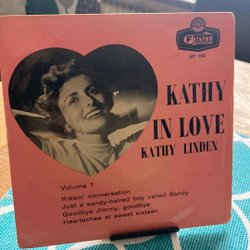 Felsted
KATHY
IN LOVE
KATHY LINDEN
Volume 1
Kissin' conversation
Just a sandy-haired boy called Sandy
Goodbye Jimmy, goodbye
Heartaches at sweet sixteen